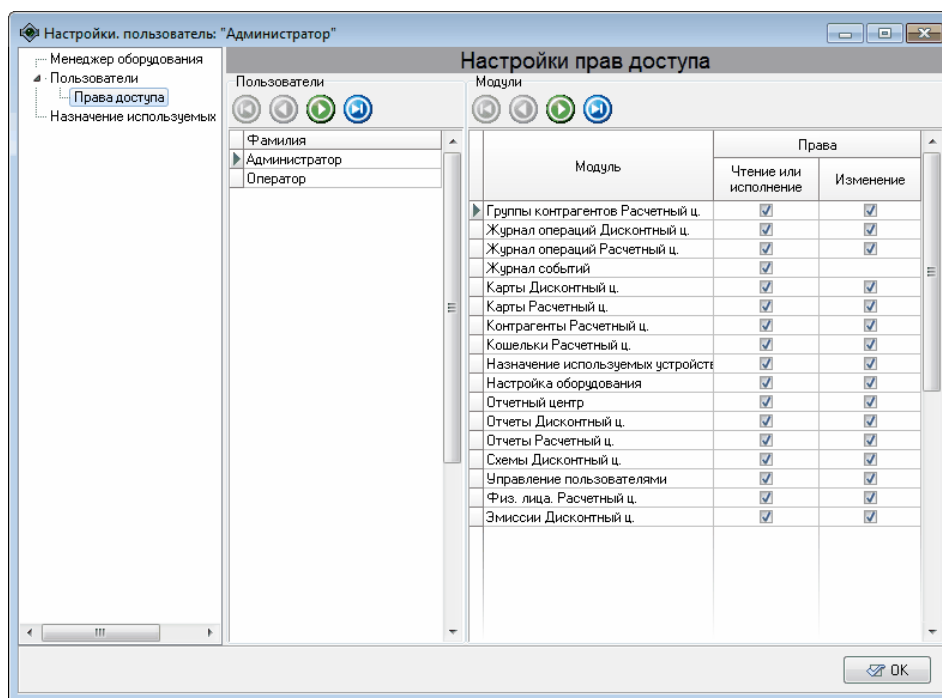 Настройки. пользователь: "Администратор"
Менеджер оборудования
Пользователи
Права доступа
Назначение используемых
Настройки прав доступа
Пользователи
Фамилия
Администратор
Оператор
Модули
Модуль
Права
Чтение или
исполнение
Изменение
Группы контрагентов Расчетный ц.
Журнал операций Дисконтный ц.
Журнал операций Расчетный ц.
Журнал событий
Карты Дисконтный ц.
Карты Расчетный ц.
Контрагенты Расчетный ц.
Кошельки Расчетный ц.
Назначение используемых устройств
Настройка оборудования
Отчетный центр
Отчеты Дисконтный ц.
Отчеты Расчетный ц.
Схемы Дисконтный ц.
Управление пользователями
Физ. лица. Расчетный ц.
Эмиссии Дисконтный ц.
OK